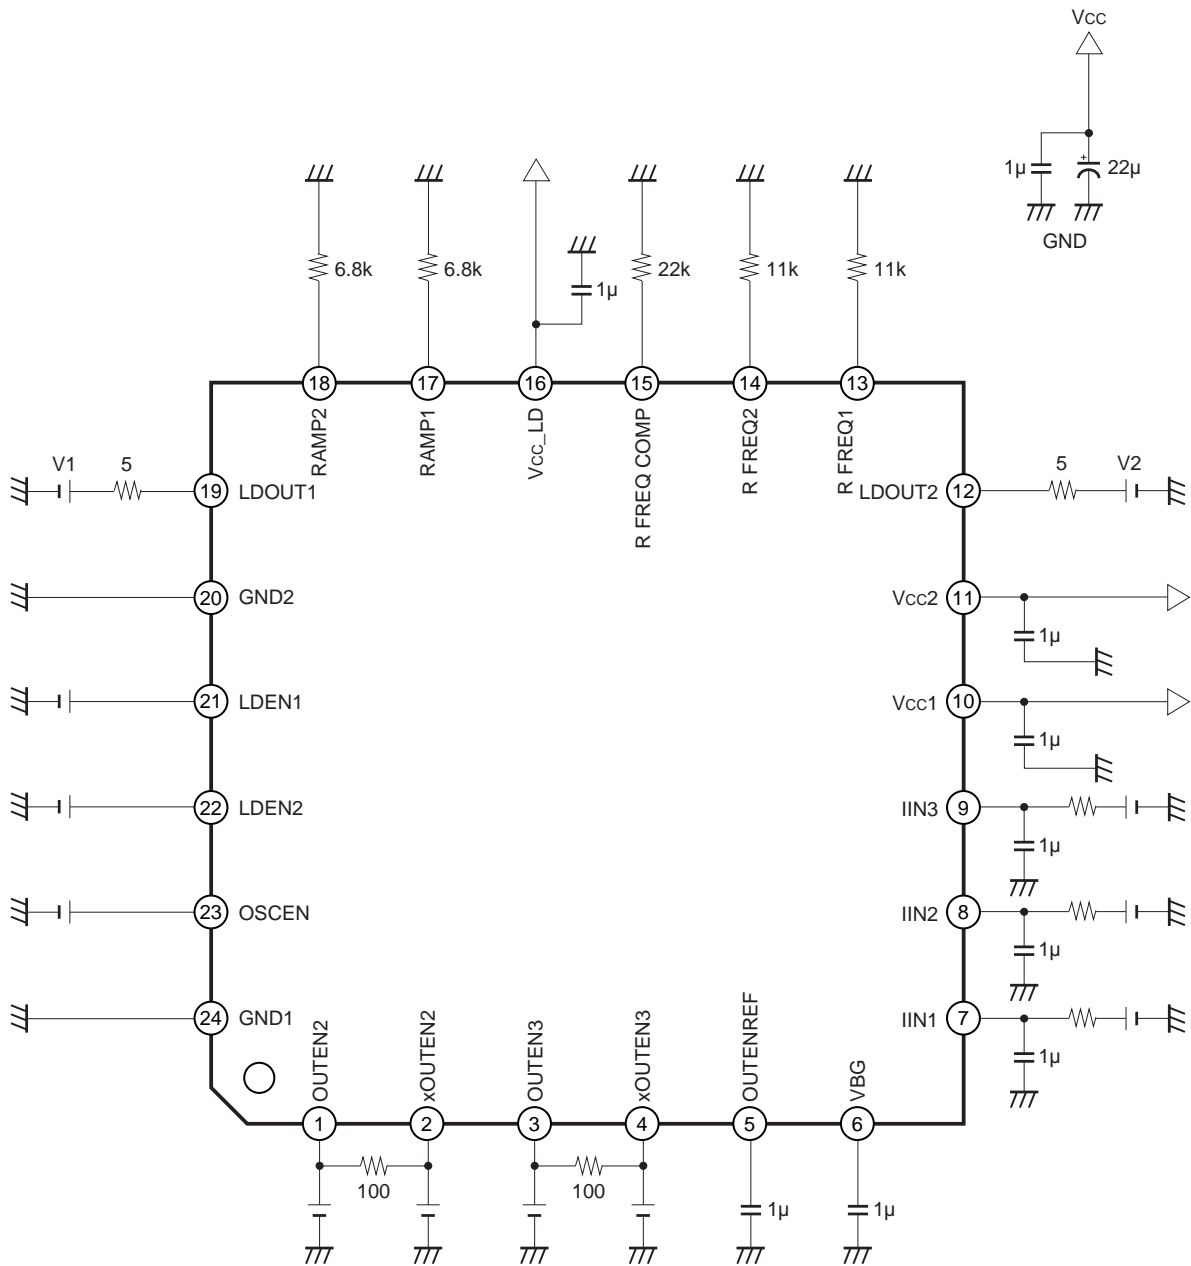 Vcc
1µ
+
22µ
GND
6.8k
6.8k
1µ
22k
11k
11k
18
17
16
15
14
13
RAMP2
RAMP1
Vcc_LD
R FREQ COMP
R FREQ2
R FREQ1
V1
5
19
LDOUT1
LDOUT2
12
5
V2
20
GND2
Vcc2
11
1µ
21
LDEN1
Vcc1
10
1µ
22
LDEN2
IIN3
9
1µ
23
OSCEN
IIN2
8
1µ
24
GND1
IIN1
7
1µ
OUTEN2
xOUTEN2
OUTEN3
xOUTEN3
OUTENREF
VBG
1
2
3
4
5
6
100
100
1µ
1µ